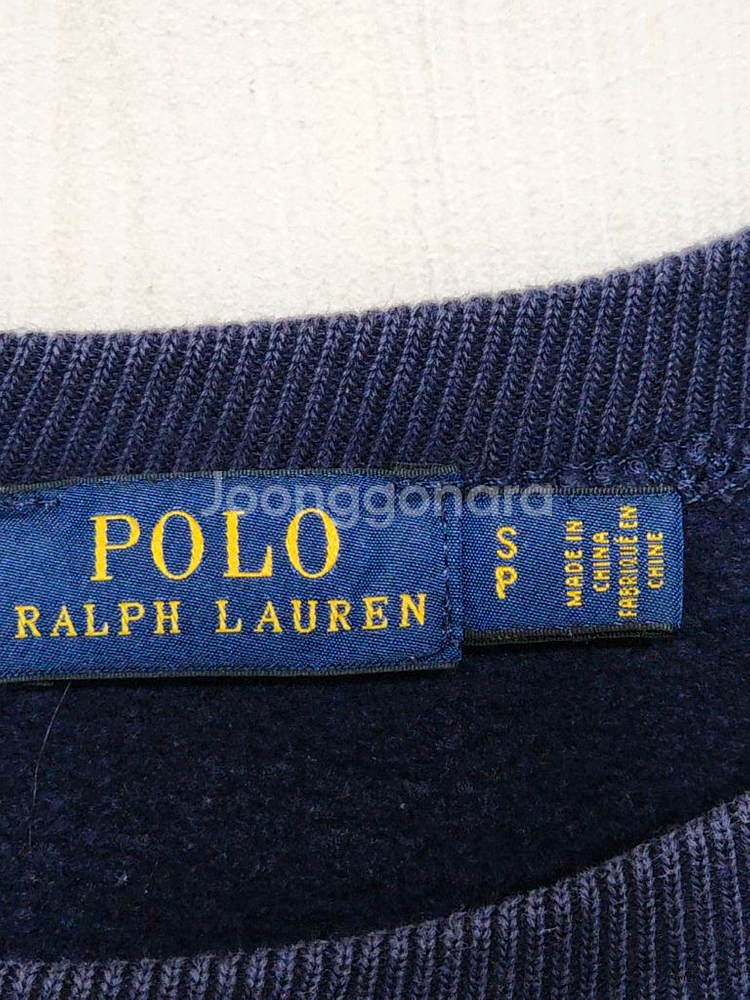 Joonggonara
POLO
RALPH LAUREN
S
P
MADE IN
CHINA
FABRIQUÉ EN
CHINE